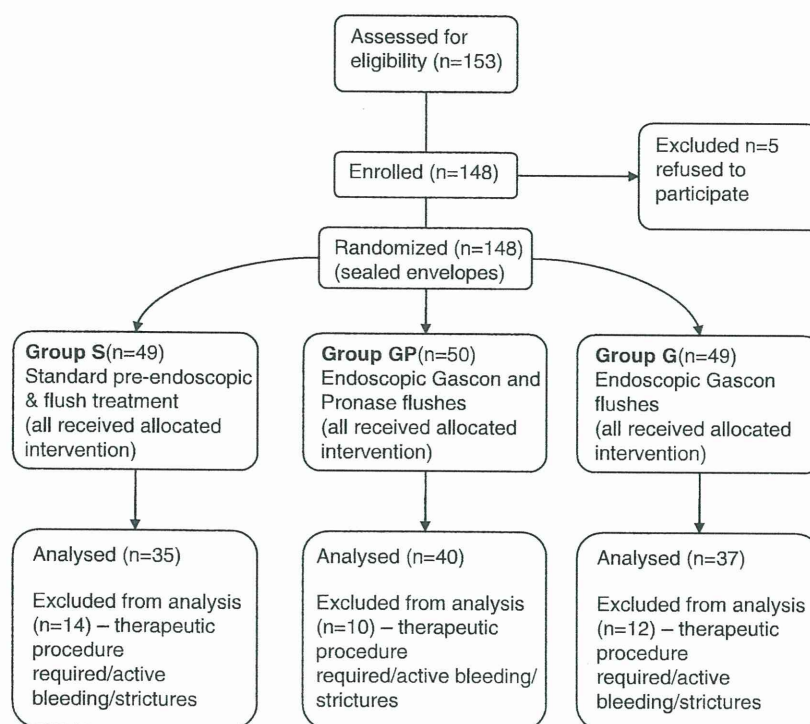 Assessed for
eligibility (n=153)
Enrolled (n=148)
Excluded n=5
refused to
participate
Randomized (n=148)
(sealed envelopes)
Group S(n=49)
Standard pre-endoscopic
& flush treatment
(all received allocated
intervention)
Group GP(n=50)
Endoscopic Gascon and
Pronase flushes
(all received allocated
intervention)
Group G(n=49)
Endoscopic Gascon
flushes
(all received allocated
intervention)
Analysed (n=35)
Excluded from analysis
(n=14) – therapeutic
procedure
required/active
bleeding/strictures
Analysed (n=40)
Excluded from analysis
(n=10) – therapeutic
procedure
required/active bleeding/
strictures
Analysed (n=37)
Excluded from analysis
(n=12) – therapeutic
procedure
required/active
bleeding/strictures